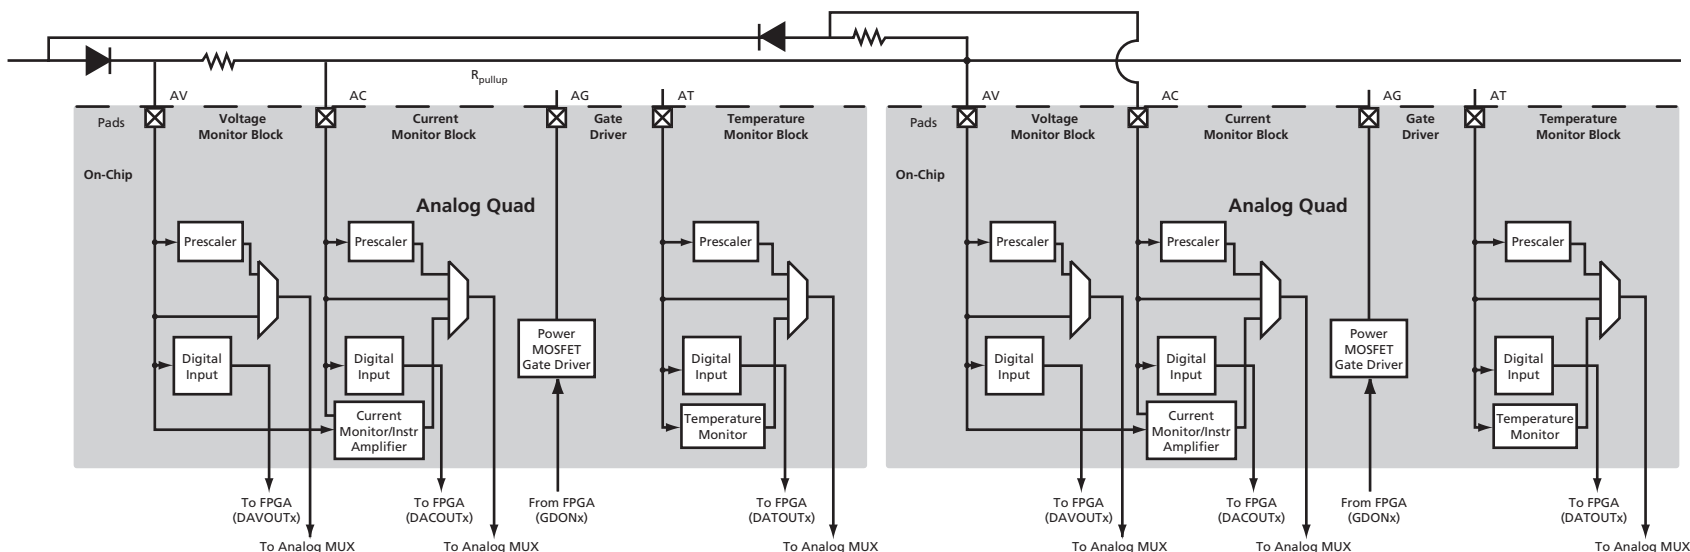 Rpullup
AV
AC
AG
AT
Pads
Voltage
Monitor Block
Current
Monitor Block
Gate
Driver
Temperature
Monitor Block
On-Chip
Analog Quad
Prescaler
Prescaler
Prescaler
Digital
Input
Digital
Input
Power
MOSFET
Gate Driver
Digital
Input
Current
Monitor/Instr
Amplifier
Temperature
Monitor
To FPGA
(DAVOUTx)
To Analog MUX
To FPGA
(DACOUTx)
To Analog MUX
From FPGA
(GDONx)
To FPGA
(DATOUTx)
To Analog MUX
AV
AC
AG
AT
Pads
Voltage
Monitor Block
Current
Monitor Block
Gate
Driver
Temperature
Monitor Block
On-Chip
Analog Quad
Prescaler
Prescaler
Prescaler
Digital
Input
Digital
Input
Power
MOSFET
Gate Driver
Digital
Input
Current
Monitor/Instr
Amplifier
Temperature
Monitor
To FPGA
(DAVOUTx)
To Analog MUX
To FPGA
(DACOUTx)
To Analog MUX
From FPGA
(GDONx)
To FPGA
(DATOUTx)
To Analog MUX